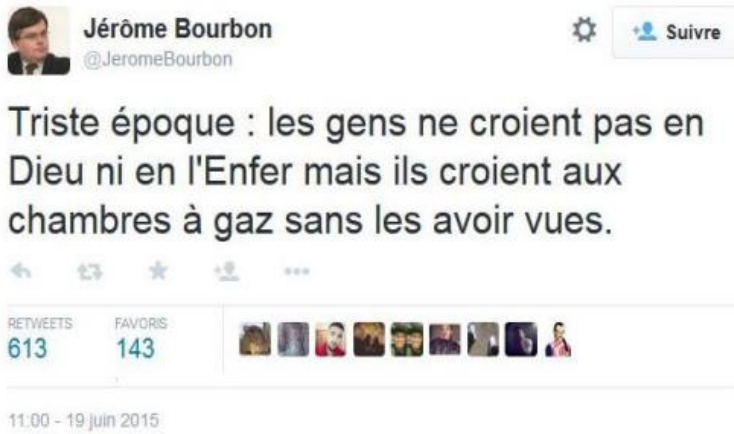 Jérôme Bourbon
Suivre
@JeromeBourbon
Triste époque : les gens ne croient pas en
Dieu ni en l'Enfer mais ils croient aux
chambres à gaz sans les avoir vues.
RETWEETS
FAVORIS
613
143
11:00 - 19 juin 2015